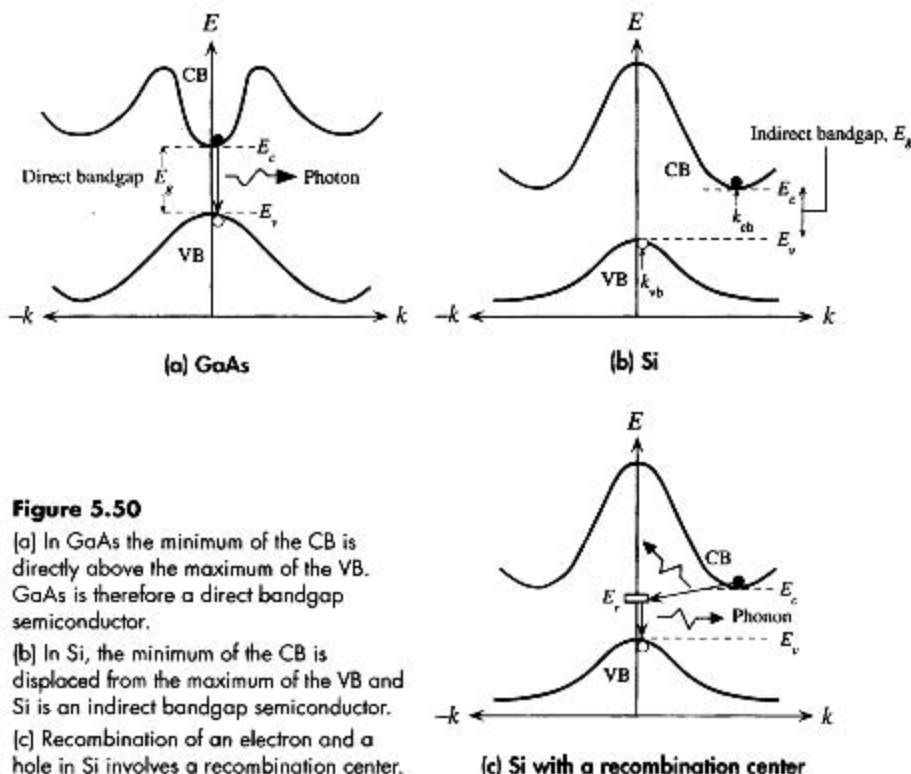 E
CB
E_c
Direct bandgap E_g
Photon
E_v
VB
–k
k
(a) GaAs
E
Indirect bandgap, E_g
CB
E_c
k_cb
E_v
VB
k_vb
–k
k
(b) Si
E
CB
E_r
E_c
Phonon
E_v
VB
–k
k
(c) Si with a recombination center
Figure 5.50
(a) In GaAs the minimum of the CB is
directly above the maximum of the VB.
GaAs is therefore a direct bandgap
semiconductor.
(b) In Si, the minimum of the CB is
displaced from the maximum of the VB and
Si is an indirect bandgap semiconductor.
(c) Recombination of an electron and a
hole in Si involves a recombination center.